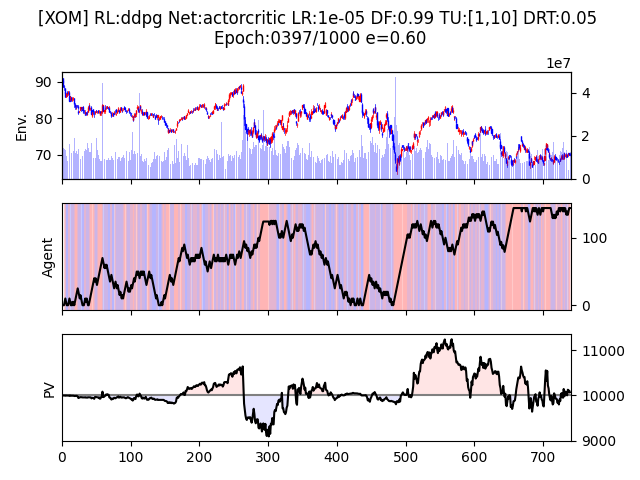 [XOM] RL:ddpg Net:actorcritic LR:1e-05 DF:0.99 TU:[1,10] DRT:0.05
Epoch:0397/1000 e=0.60
1e7
90
80
70
Env.
4
2
0
Agent
100
0
PV
11000
10000
9000
0 100 200 300 400 500 600 700